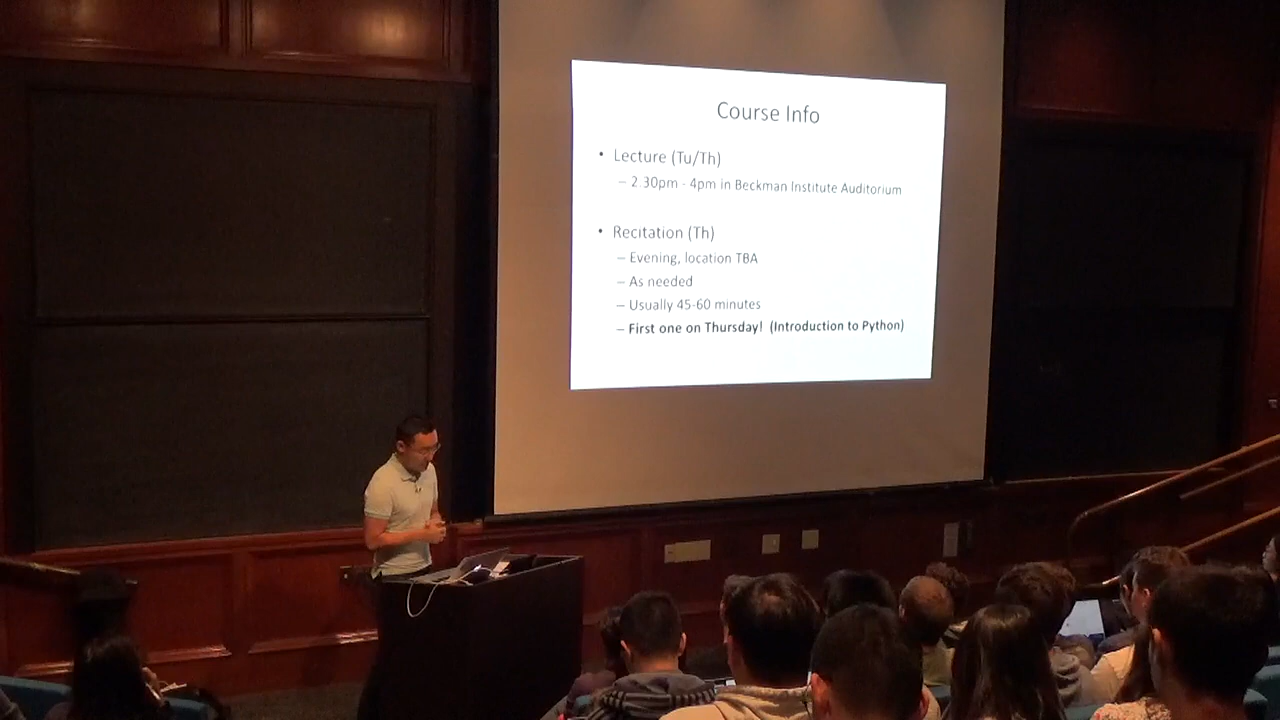 Course Info
• Lecture (Tu/Th)
– 2.30pm - 4pm in Beckman Institute Auditorium
• Recitation (Th)
– Evening, location TBA
– As needed
– Usually 45-60 minutes
– First one on Thursday! (Introduction to Python)